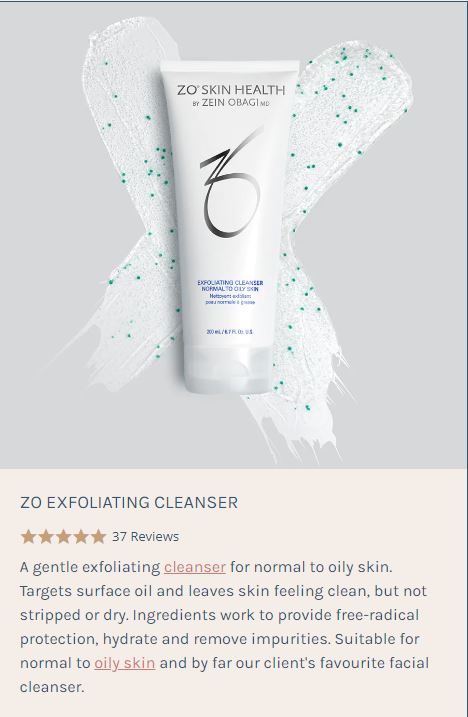 ZO® SKIN HEALTH
BY ZEIN OBAGI MD
EXFOLIATING CLEANSER
NORMAL TO OILY SKIN
Nettoyant exfoliant
peau normale à grasse
200 mL / 6.7 Fl. Oz. U.S.
ZO EXFOLIATING CLEANSER
37 Reviews
A gentle exfoliating cleanser for normal to oily skin.
Targets surface oil and leaves skin feeling clean, but not
stripped or dry. Ingredients work to provide free-radical
protection, hydrate and remove impurities. Suitable for
normal to oily skin and by far our client's favourite facial
cleanser.